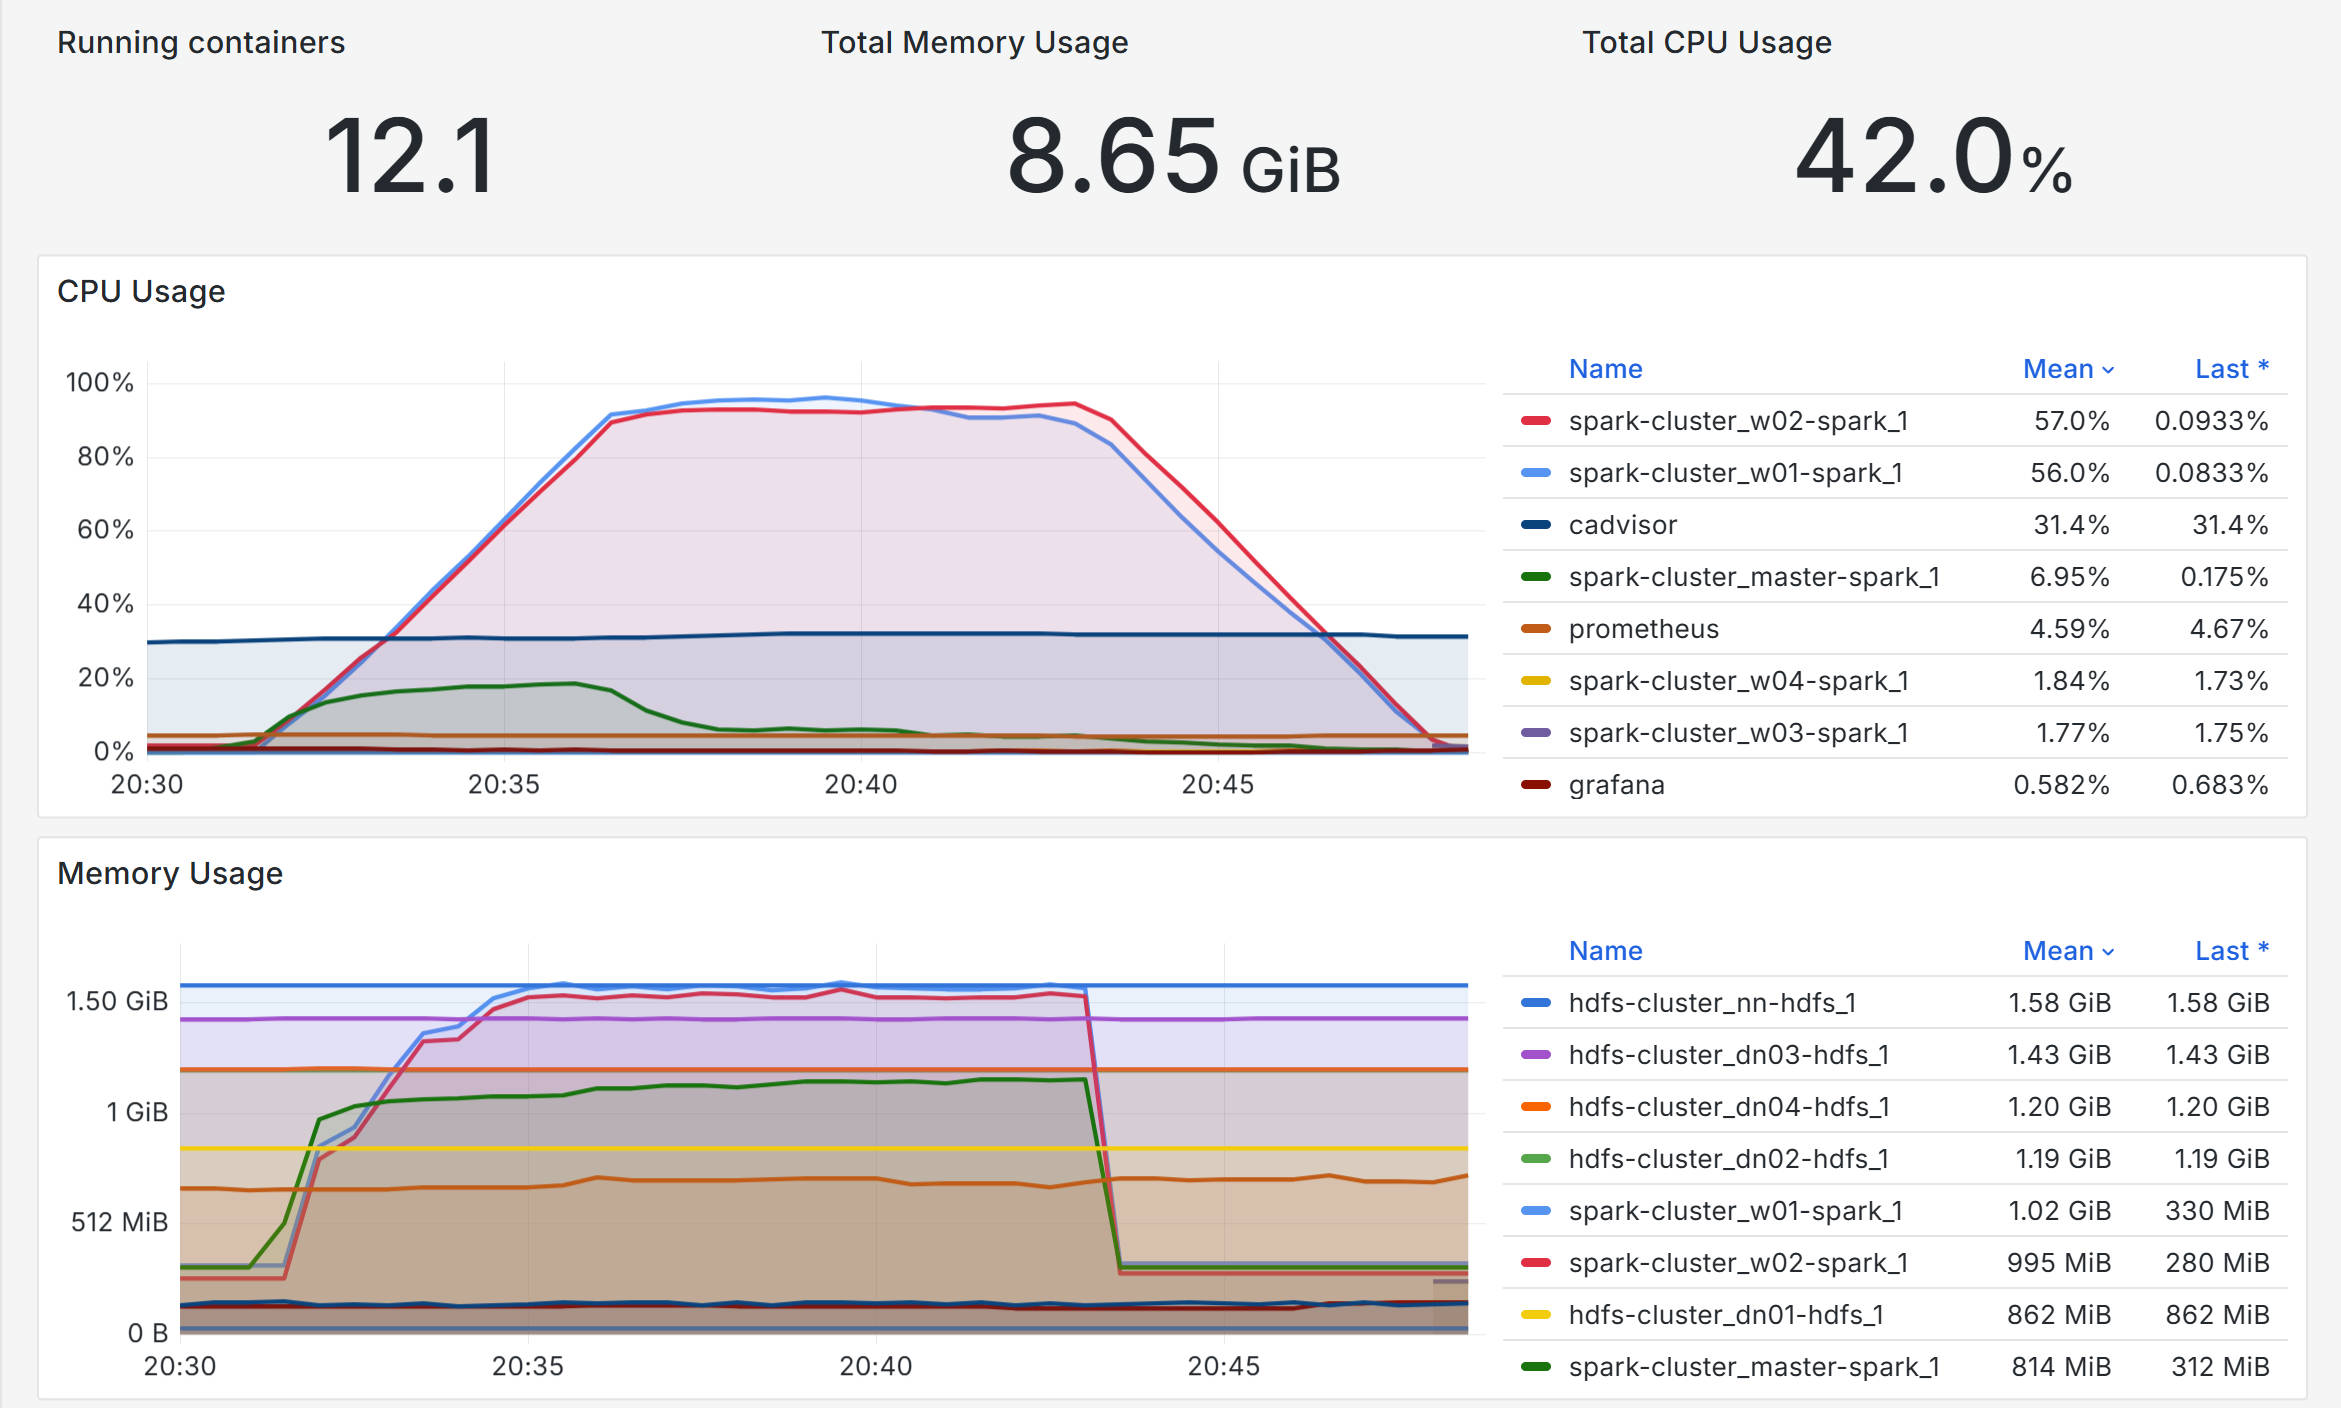 Running containers
Total Memory Usage
Total CPU Usage
12.1
8.65 GiB
42.0%
CPU Usage
100%
80%
60%
40%
20%
0%
20:30 20:35 20:40 20:45
Name Mean Last *
spark-cluster_w02-spark_1 57.0% 0.0933%
spark-cluster_w01-spark_1 56.0% 0.0833%
cadvisor 31.4% 31.4%
spark-cluster_master-spark_1 6.95% 0.175%
prometheus 4.59% 4.67%
spark-cluster_w04-spark_1 1.84% 1.73%
spark-cluster_w03-spark_1 1.77% 1.75%
grafana 0.582% 0.683%
Memory Usage
1.50 GiB
1 GiB
512 MiB
0 B
20:30 20:35 20:40 20:45
Name Mean Last *
hdfs-cluster_nn-hdfs_1 1.58 GiB 1.58 GiB
hdfs-cluster_dn03-hdfs_1 1.43 GiB 1.43 GiB
hdfs-cluster_dn04-hdfs_1 1.20 GiB 1.20 GiB
hdfs-cluster_dn02-hdfs_1 1.19 GiB 1.19 GiB
spark-cluster_w01-spark_1 1.02 GiB 330 MiB
spark-cluster_w02-spark_1 995 MiB 280 MiB
hdfs-cluster_dn01-hdfs_1 862 MiB 862 MiB
spark-cluster_master-spark_1 814 MiB 312 MiB